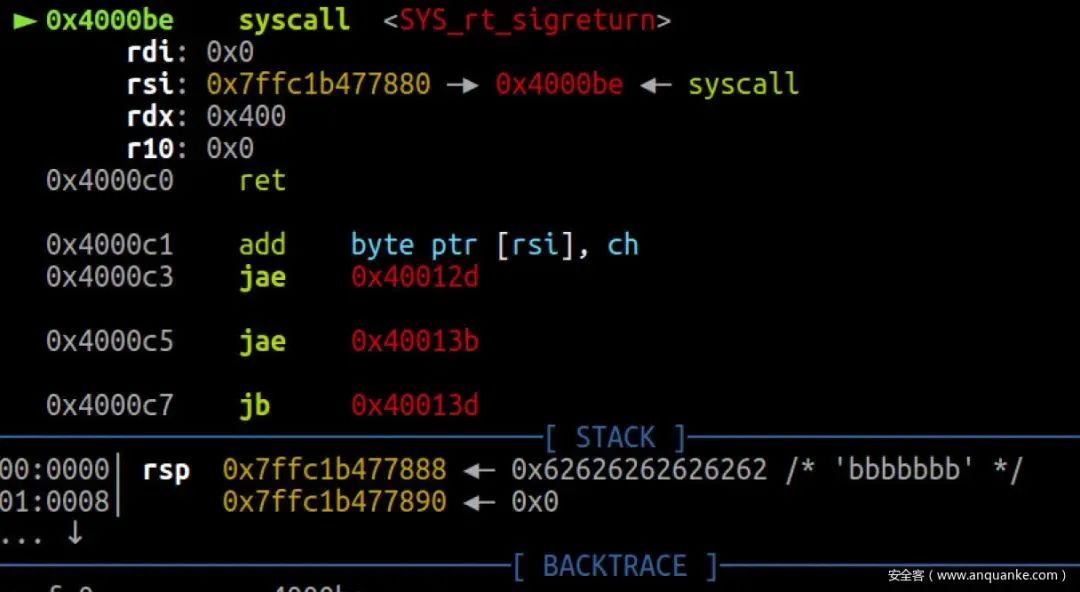 ► 0x4000be syscall <SYS_rt_sigreturn>
rdi: 0x0
rsi: 0x7ffc1b477880 —▸ 0x4000be ◂— syscall
rdx: 0x400
r10: 0x0
0x4000c0 ret
0x4000c1 add byte ptr [rsi], ch
0x4000c3 jae 0x40012d
0x4000c5 jae 0x40013b
0x4000c7 jb 0x40013d
[ STACK ]
00:0000│ rsp 0x7ffc1b477888 ◂— 0x62626262626262 /* 'bbbbbbb' */
01:0008│ 0x7ffc1b477890 ◂— 0x0
... ↓
[ BACKTRACE ]
安全客（www.anquanke.com）